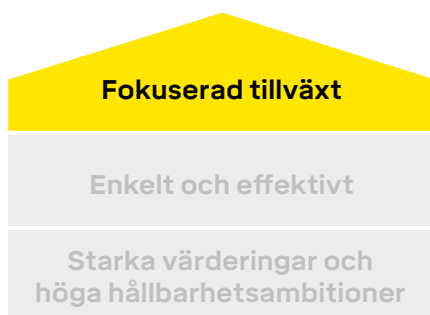 Fokuserad tillväxt
Enkelt och effektivt
Starka värderingar och
höga hållbarhetsambitioner